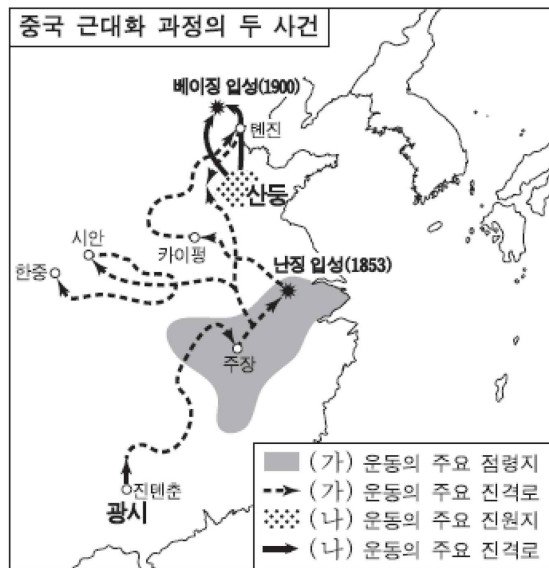 중국 근대화 과정의 두 사건
베이징 입성(1900)
톈진
산둥
시안
카이펑
한중
난징 입성(1853)
주장
진톈춘
광시
(가) 운동의 주요 점령지
(가) 운동의 주요 진격로
(나) 운동의 주요 진원지
(나) 운동의 주요 진격로